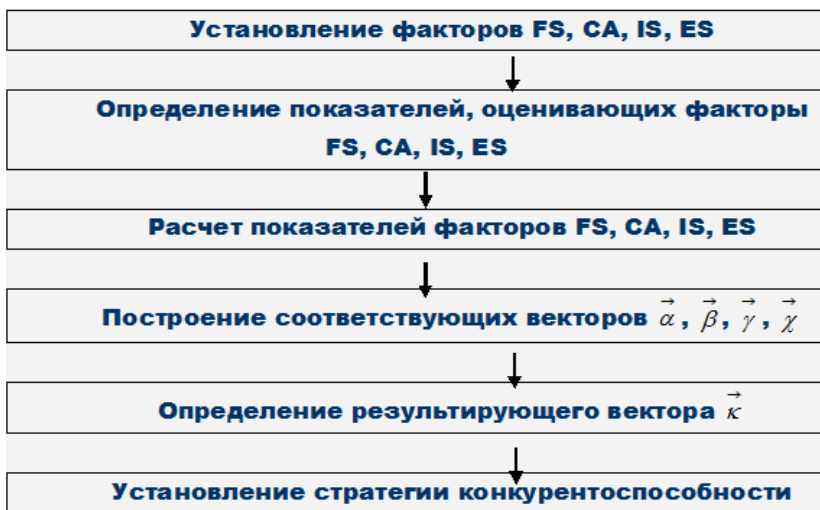 Установление факторов FS, CA, IS, ES
Определение показателей, оценивающих факторы
FS, CA, IS, ES
Расчет показателей факторов FS, CA, IS, ES
Построение соответствующих векторов α⃗ , β⃗ , γ⃗ , χ⃗
Определение результирующего вектора κ⃗
Установление стратегии конкурентоспособности